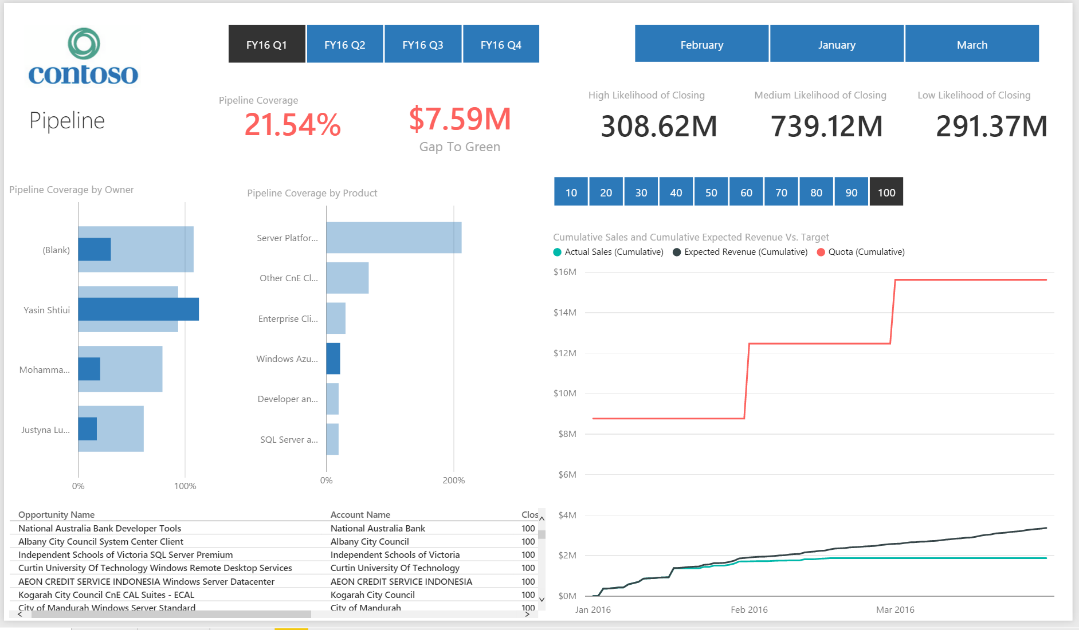 contoso
Pipeline
FY16 Q1 FY16 Q2 FY16 Q3 FY16 Q4
February January March
Pipeline Coverage
21.54%
$7.59M
Gap To Green
High Likelihood of Closing Medium Likelihood of Closing Low Likelihood of Closing
308.62M 739.12M 291.37M
Pipeline Coverage by Owner
(Blank)
Yasin Shtiui
Mohamma...
Justyna Lu...
0% 100%
Pipeline Coverage by Product
Server Platfor...
Other CnE Cl...
Enterprise Cli...
Windows Azu...
Developer an...
SQL Server a...
0% 200%
10 20 30 40 50 60 70 80 90 100
Cumulative Sales and Cumulative Expected Revenue Vs. Target
Actual Sales (Cumulative) Expected Revenue (Cumulative) Quota (Cumulative)
$16M
$14M
$12M
$10M
$8M
$6M
$4M
$2M
$0M
Jan 2016 Feb 2016 Mar 2016
Opportunity Name Account Name Clos
National Australia Bank Developer Tools National Australia Bank 100
Albany City Council System Center Client Albany City Council 100
Independent Schools of Victoria SQL Server Premium Independent Schools of Victoria 100
Curtin University Of Technology Windows Remote Desktop Services Curtin University Of Technology 100
AEON CREDIT SERVICE INDONESIA Windows Server Datacenter AEON CREDIT SERVICE INDONESIA 100
Kogarah City Council CnE CAL Suites - ECAL Kogarah City Council 100
City of Mandurah Windows Server Standard City of Mandurah 100